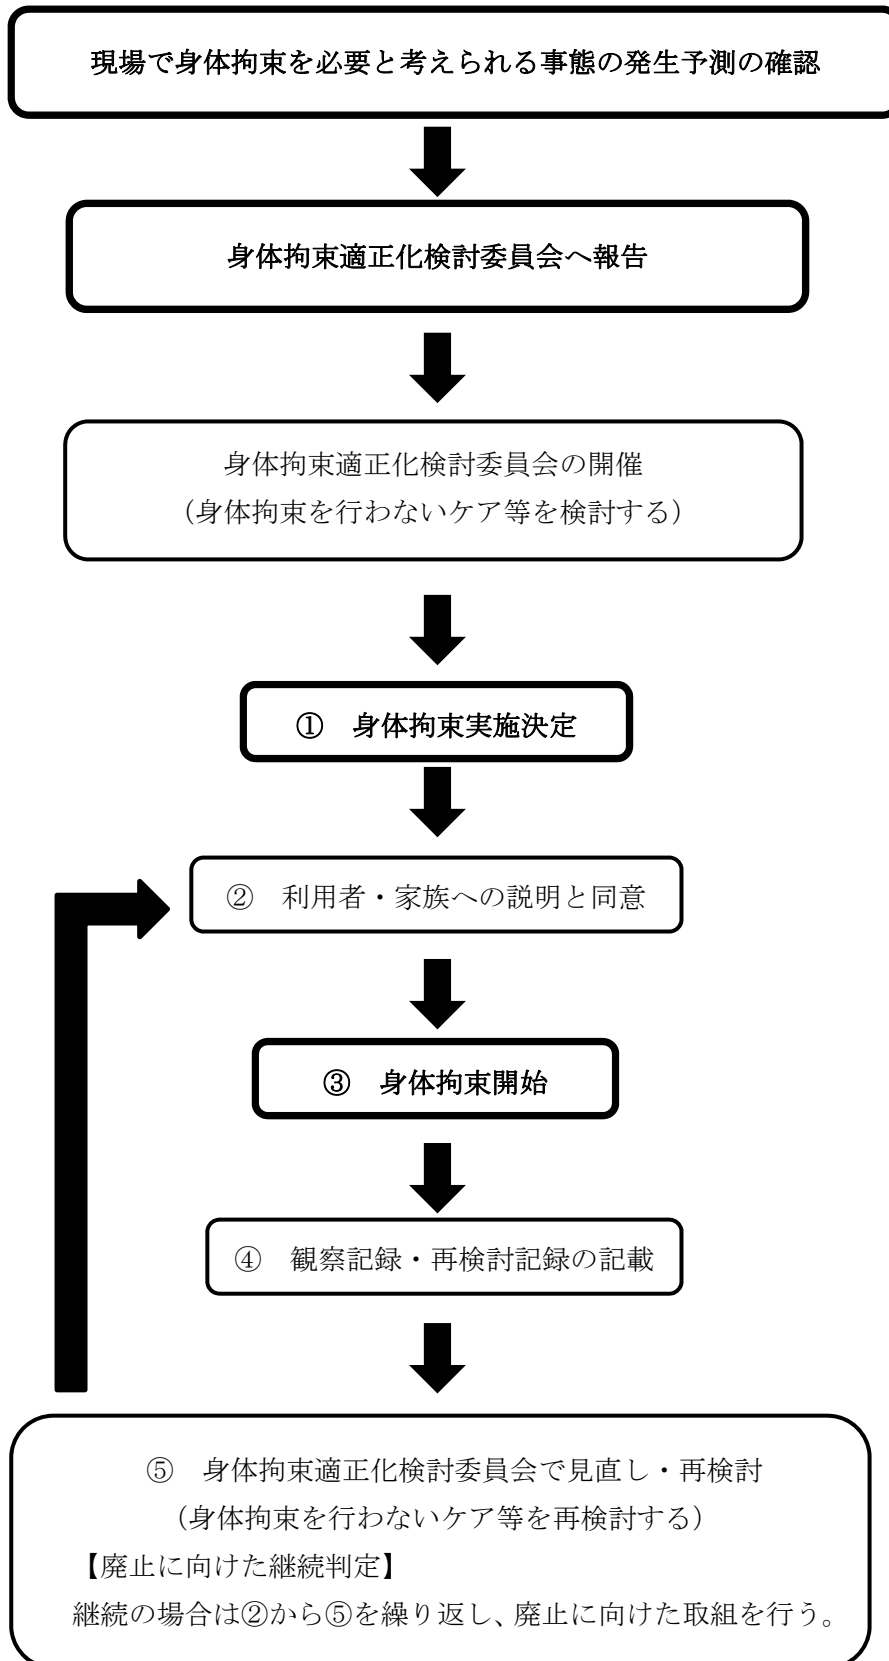 現場で身体拘束を必要と考えられる事態の発生予測の確認
身体拘束適正化検討委員会へ報告
身体拘束適正化検討委員会の開催
（身体拘束を行わないケア等を検討する）
①　身体拘束実施決定
②　利用者・家族への説明と同意
③　身体拘束開始
④　観察記録・再検討記録の記載
⑤　身体拘束適正化検討委員会で見直し・再検討
（身体拘束を行わないケア等を再検討する）
【廃止に向けた継続判定】
継続の場合は②から⑤を繰り返し、廃止に向けた取組を行う。